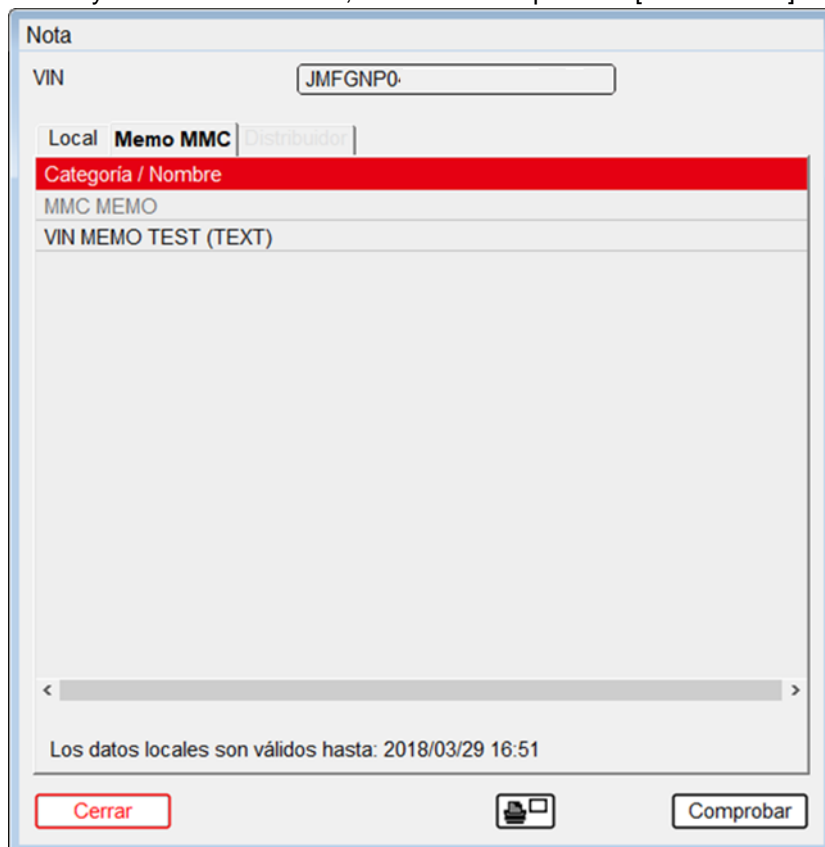 Nota
VIN JMFGNP0
Local Memo MMC Distribuidor
Categoría / Nombre
MMC MEMO
VIN MEMO TEST (TEXT)
Los datos locales son válidos hasta: 2018/03/29 16:51
Cerrar Comprobar